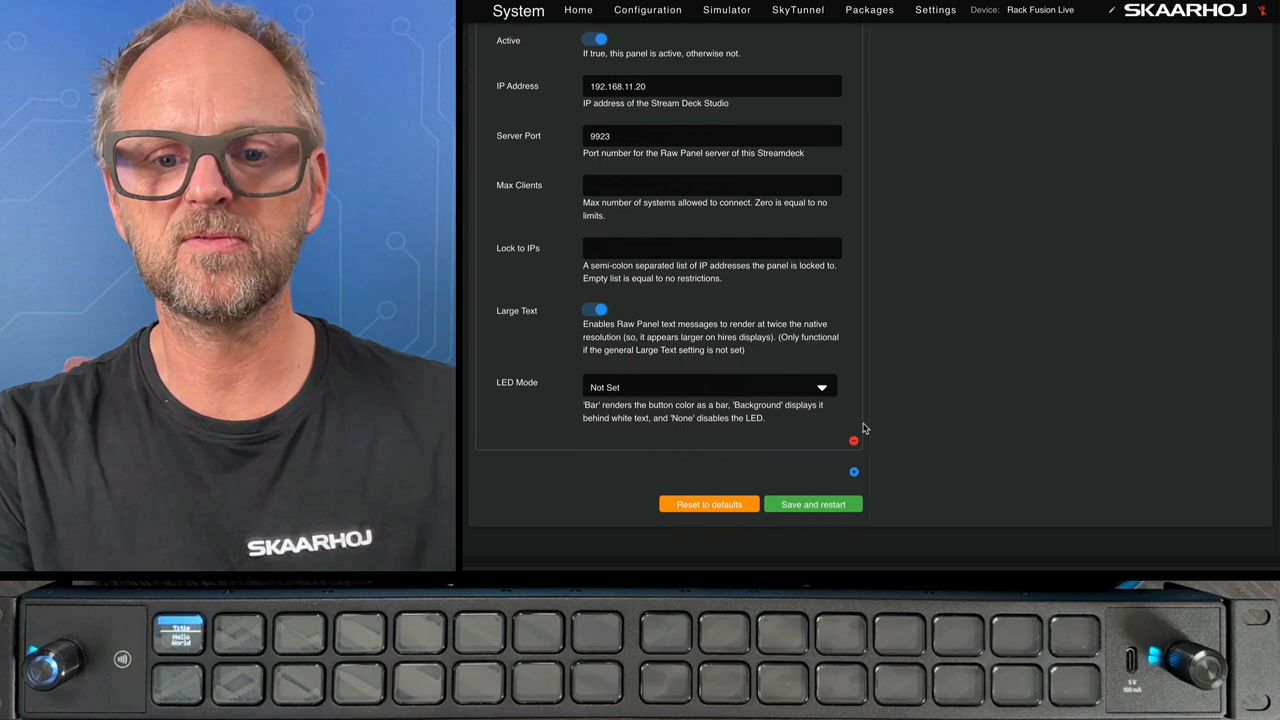 System
Home
Configuration
Simulator
SkyTunnel
Packages
Settings
Device:
Rack Fusion Live
SKAARHOJ
Active
If true, this panel is active, otherwise not.
IP Address
192.168.11.20
IP address of the Stream Deck Studio
Server Port
9923
Port number for the Raw Panel server of this Streamdeck
Max Clients
Max number of systems allowed to connect. Zero is equal to no
limits.
Lock to IPs
A semi-colon separated list of IP addresses the panel is locked to.
Empty list is equal to no restrictions.
Large Text
Enables Raw Panel text messages to render at twice the native
resolution (so, it appears larger on hires displays). (Only functional
if the general Large Text setting is not set)
LED Mode
Not Set
'Bar' renders the button color as a bar, 'Background' displays it
behind white text, and 'None' disables the LED.
Reset to defaults
Save and restart
SKAARHOJ
Title
Hello
World
5 V
500 mA